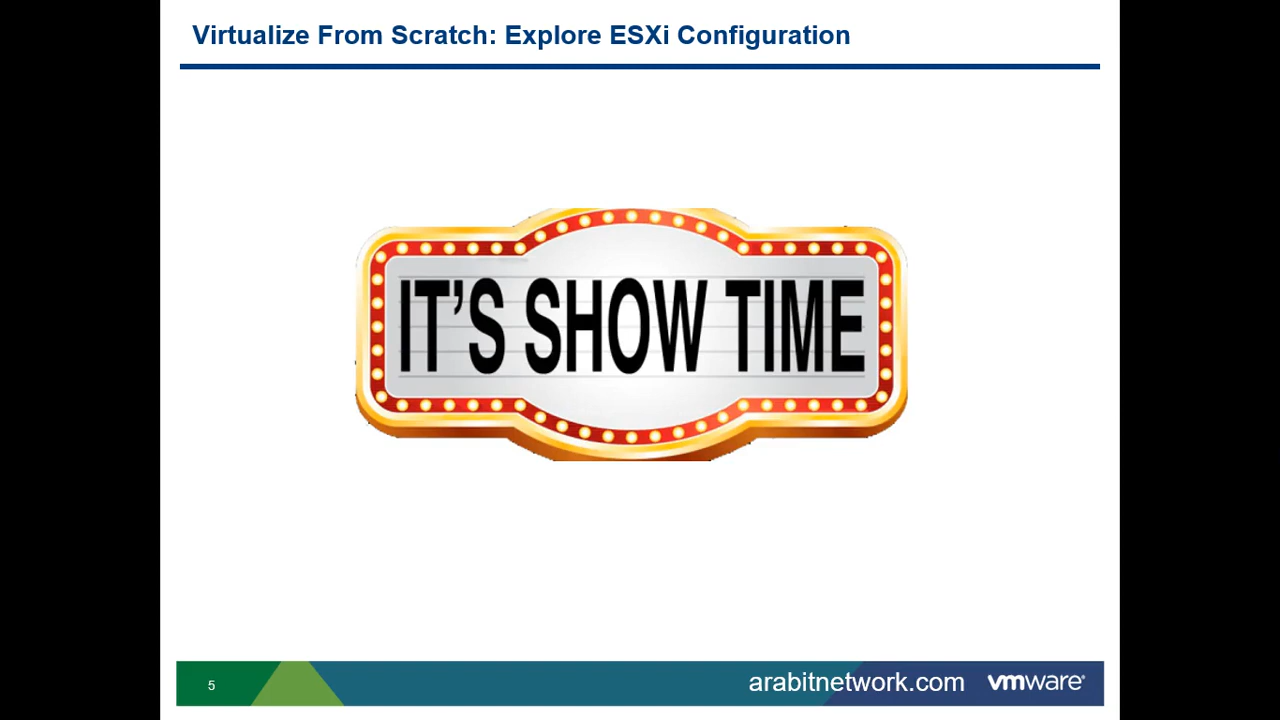 Virtualize From Scratch: Explore ESXi Configuration
IT’S SHOW TIME
5
arabitnetwork.com
vmware®